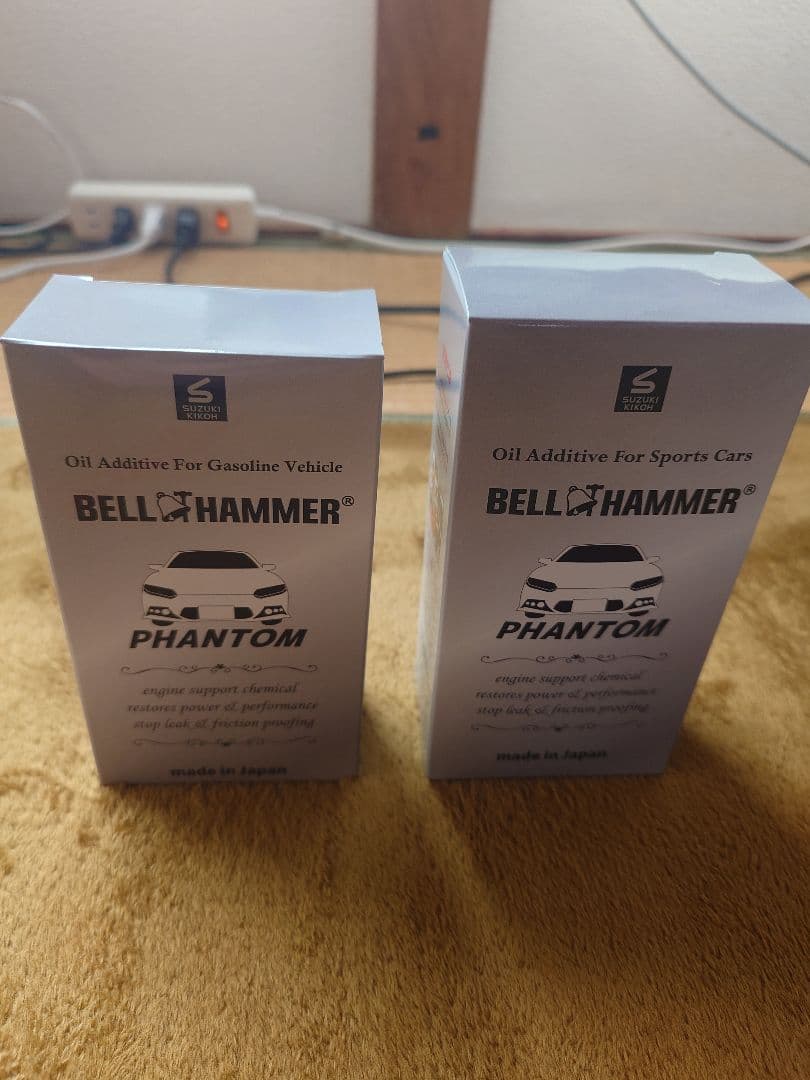 SUZUKI
KIKOH
Oil Additive For Gasoline Vehicle
BELL HAMMER®
PHANTOM
engine support chemical
restores power & performance
stop leak & friction proofing
made in Japan
SUZUKI
KIKOH
Oil Additive For Sports Cars
BELL HAMMER®
PHANTOM
engine support chemical
restores power & performance
stop leak & friction proofing
made in Japan